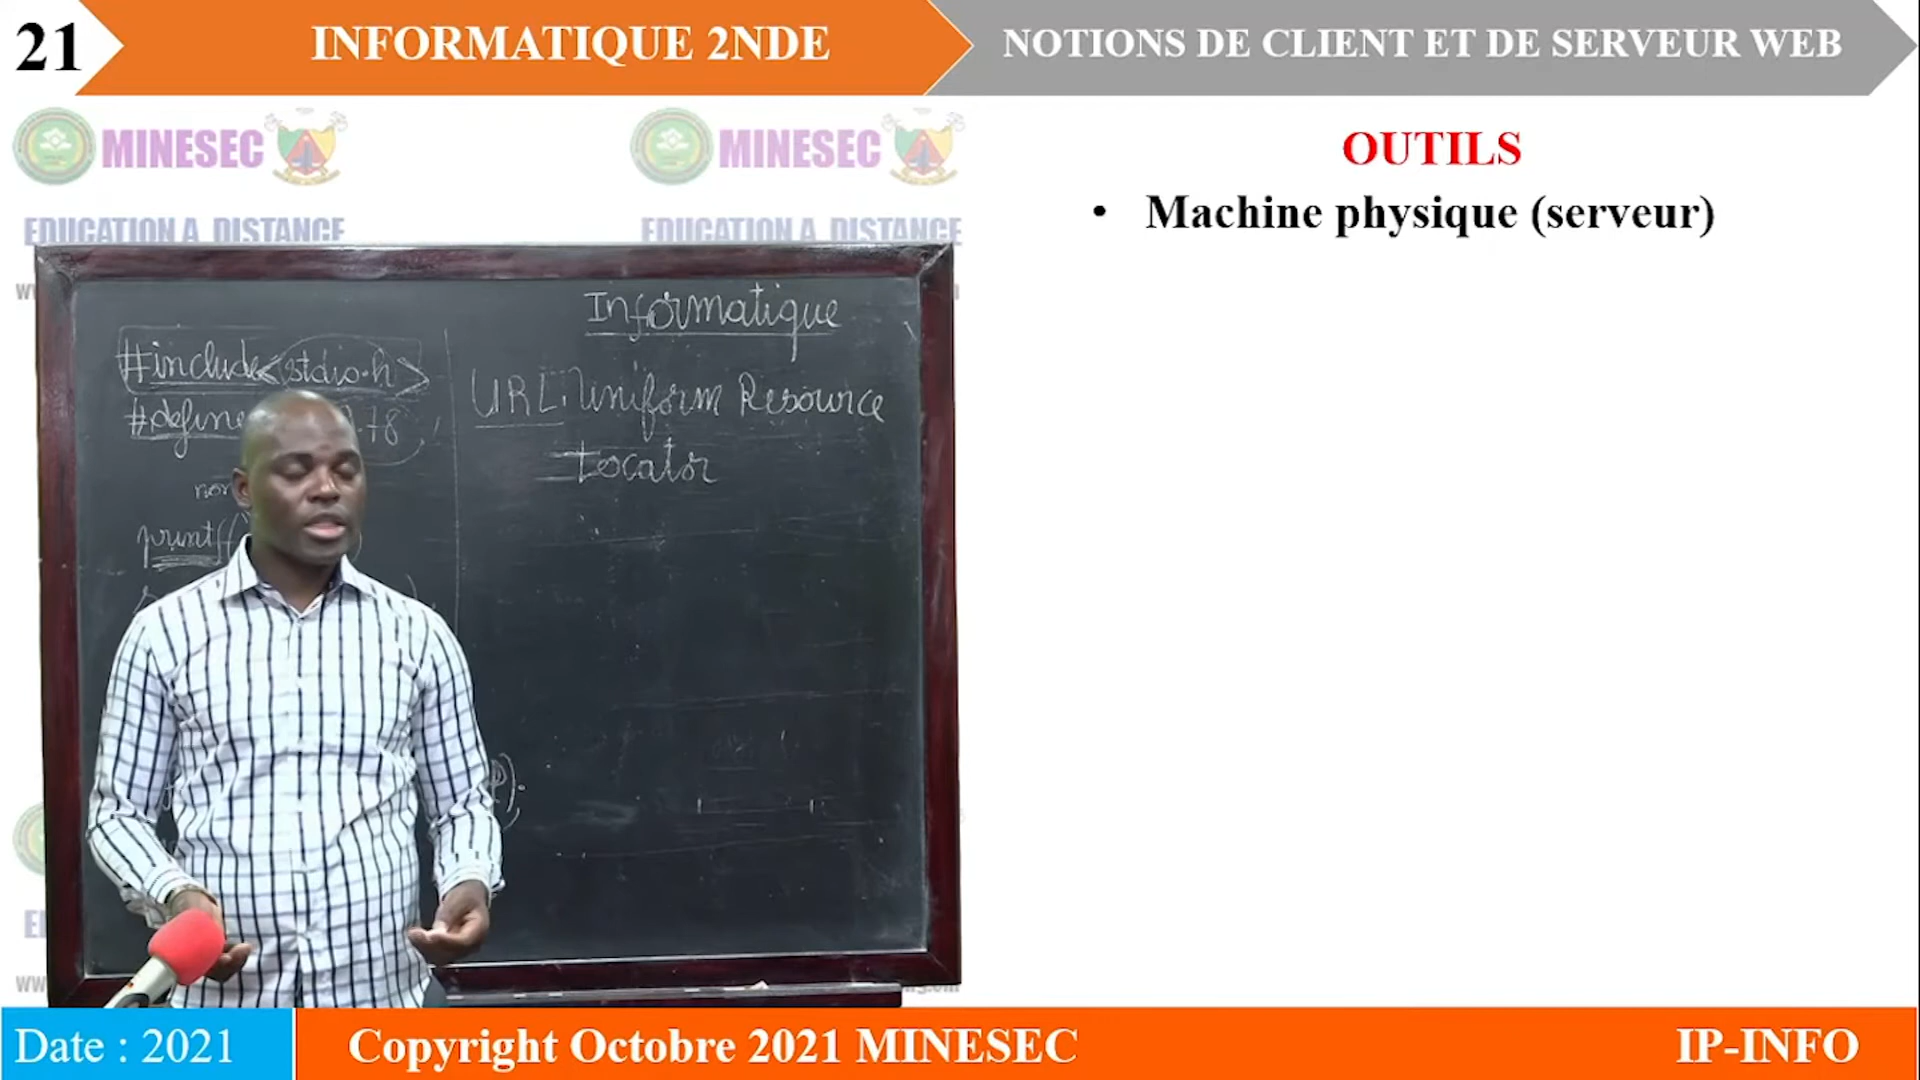 21
INFORMATIQUE 2NDE
NOTIONS DE CLIENT ET DE SERVEUR WEB
MINESEC
MINESEC
EDUCATION A DISTANCE
EDUCATION A DISTANCE
OUTILS
• Machine physique (serveur)
Informatique
#include<stdio.h>
#define
URL: Uniform Resource
Locator
printf(
Date : 2021
Copyright Octobre 2021 MINESEC
IP-INFO